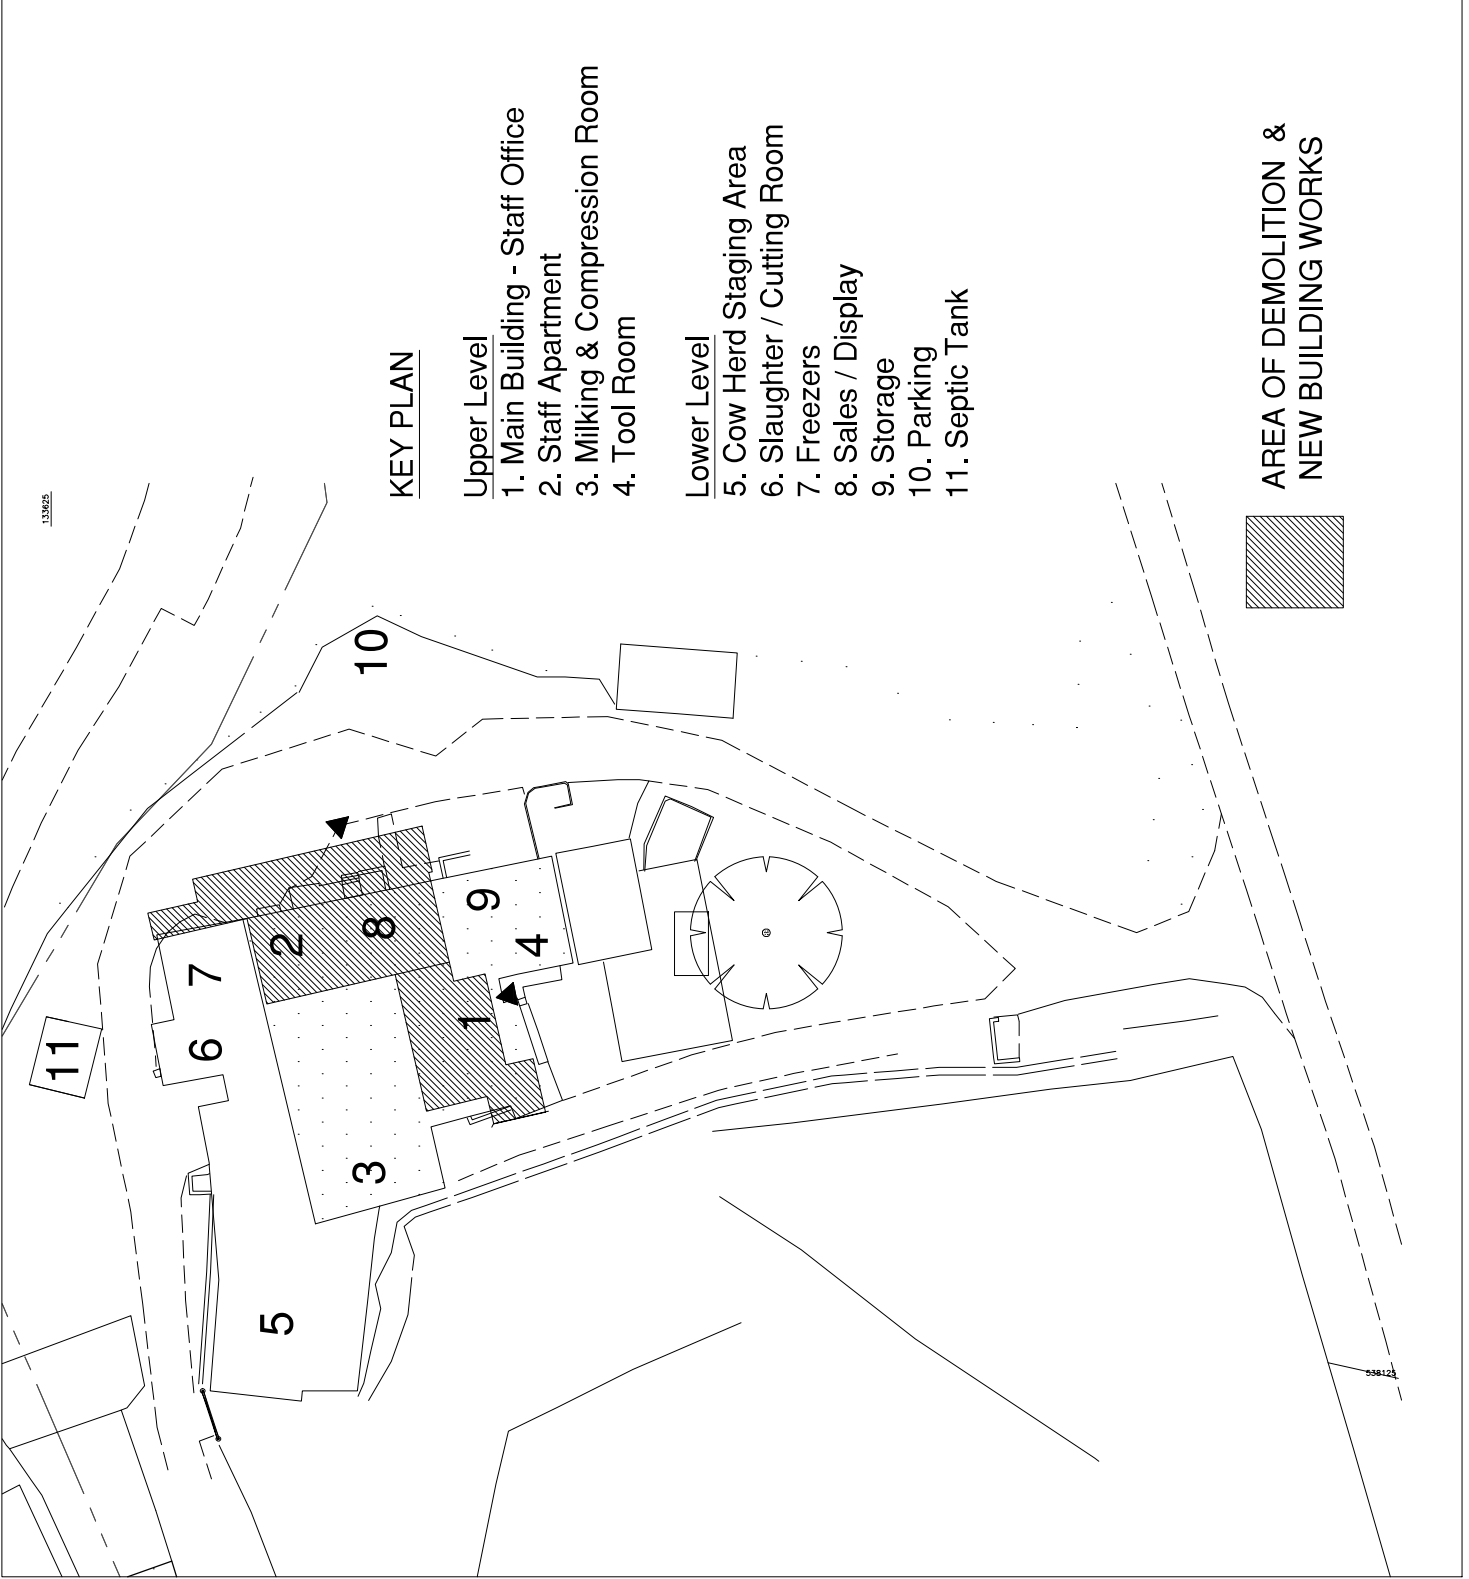 KEY PLAN
Upper Level
1. Main Building - Staff Office
2. Staff Apartment
3. Milking & Compression Room
4. Tool Room
Lower Level
5. Cow Herd Staging Area
6. Slaughter / Cutting Room
7. Freezers
8. Sales / Display
9. Storage
10. Parking
11. Septic Tank
AREA OF DEMOLITION &
NEW BUILDING WORKS
133625
538125
11
6
7
2
8
10
5
3
1
4
9